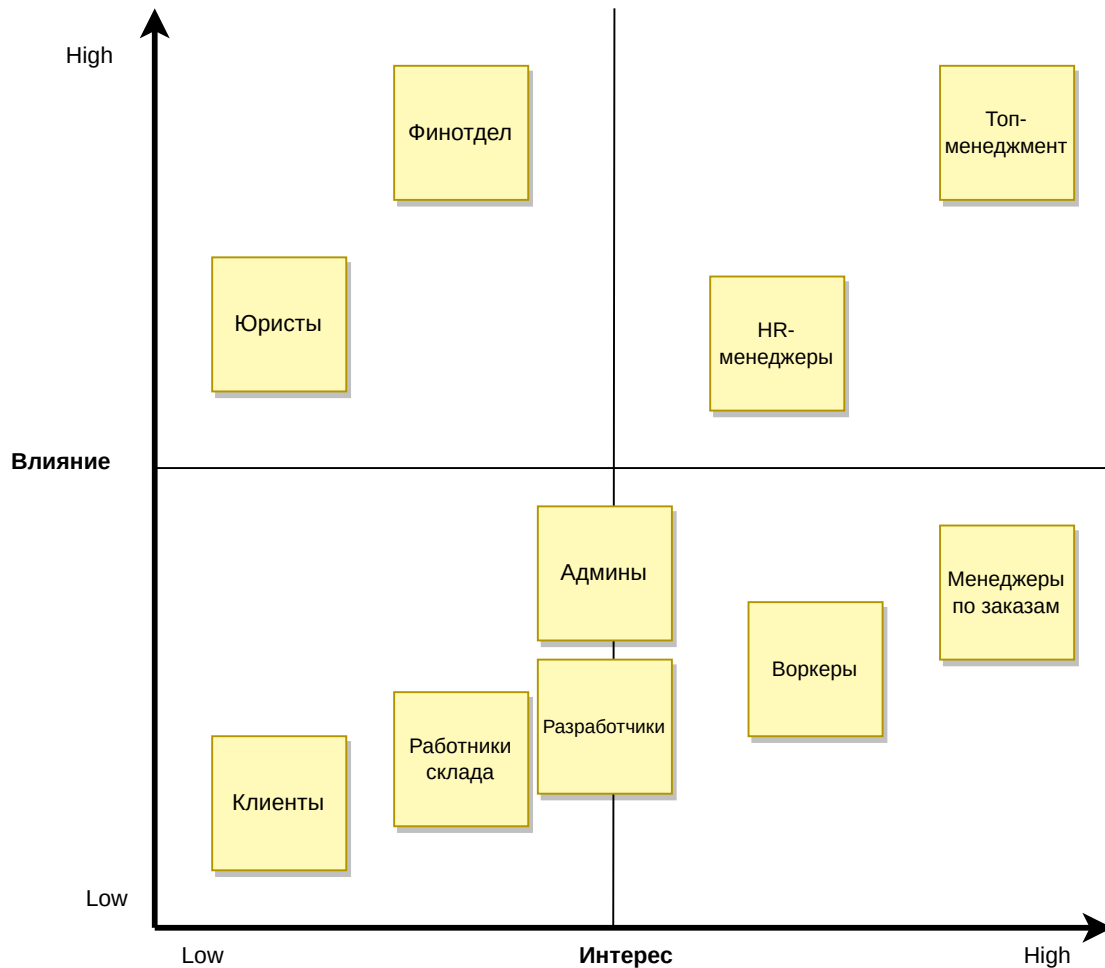 High
Финотдел
Топ-
менеджмент
Юристы
HR-
менеджеры
Влияние
Админы
Менеджеры
по заказам
Воркеры
Разработчики
Работники
склада
Клиенты
Low
Low
Интерес
High